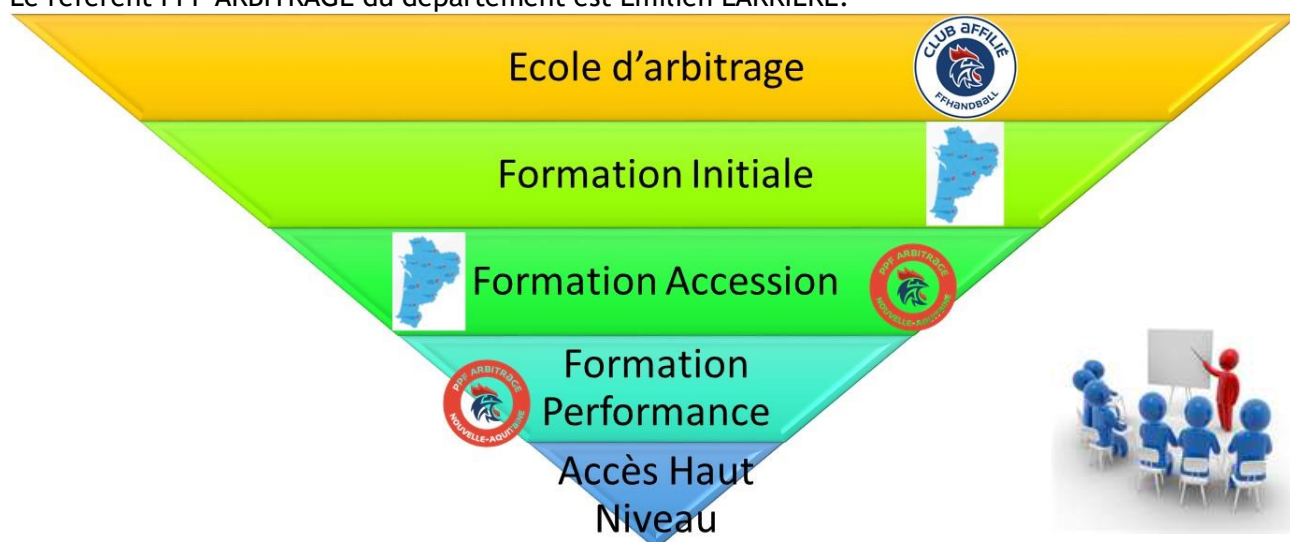 Le référent PPF ARBITRAGE du département est Emilien LARRIERE.
Ecole d'arbitrage
CLUB AFFILIÉ
FFHANDBALL
Formation Initiale
Formation Accession
PPF ARBITRAGE
NOUVELLE-AQUITAINE
Formation
Performance
PPF ARBITRAGE
NOUVELLE-AQUITAINE
Accès Haut
Niveau